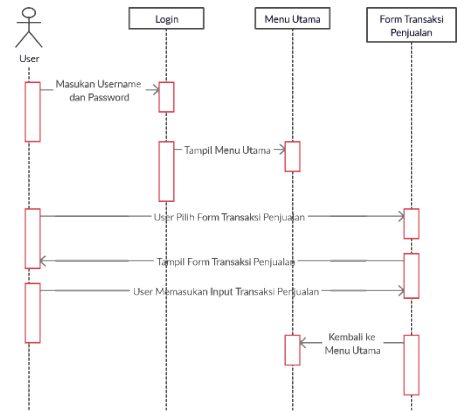 Login
Menu Utama
Form Transaksi
Penjualan
User
Masukan Username
dan Password
Tampil Menu Utama
User Pilih Form Transaksi Penjualan
Tampil Form Transaksi Penjualan
User Memasukan Input Transaksi Penjualan
Kembali ke
Menu Utama